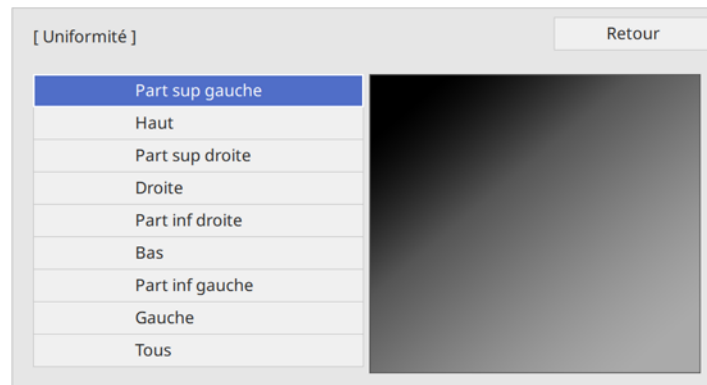 [ Uniformité ]
Retour
Part sup gauche
Haut
Part sup droite
Droite
Part inf droite
Bas
Part inf gauche
Gauche
Tous